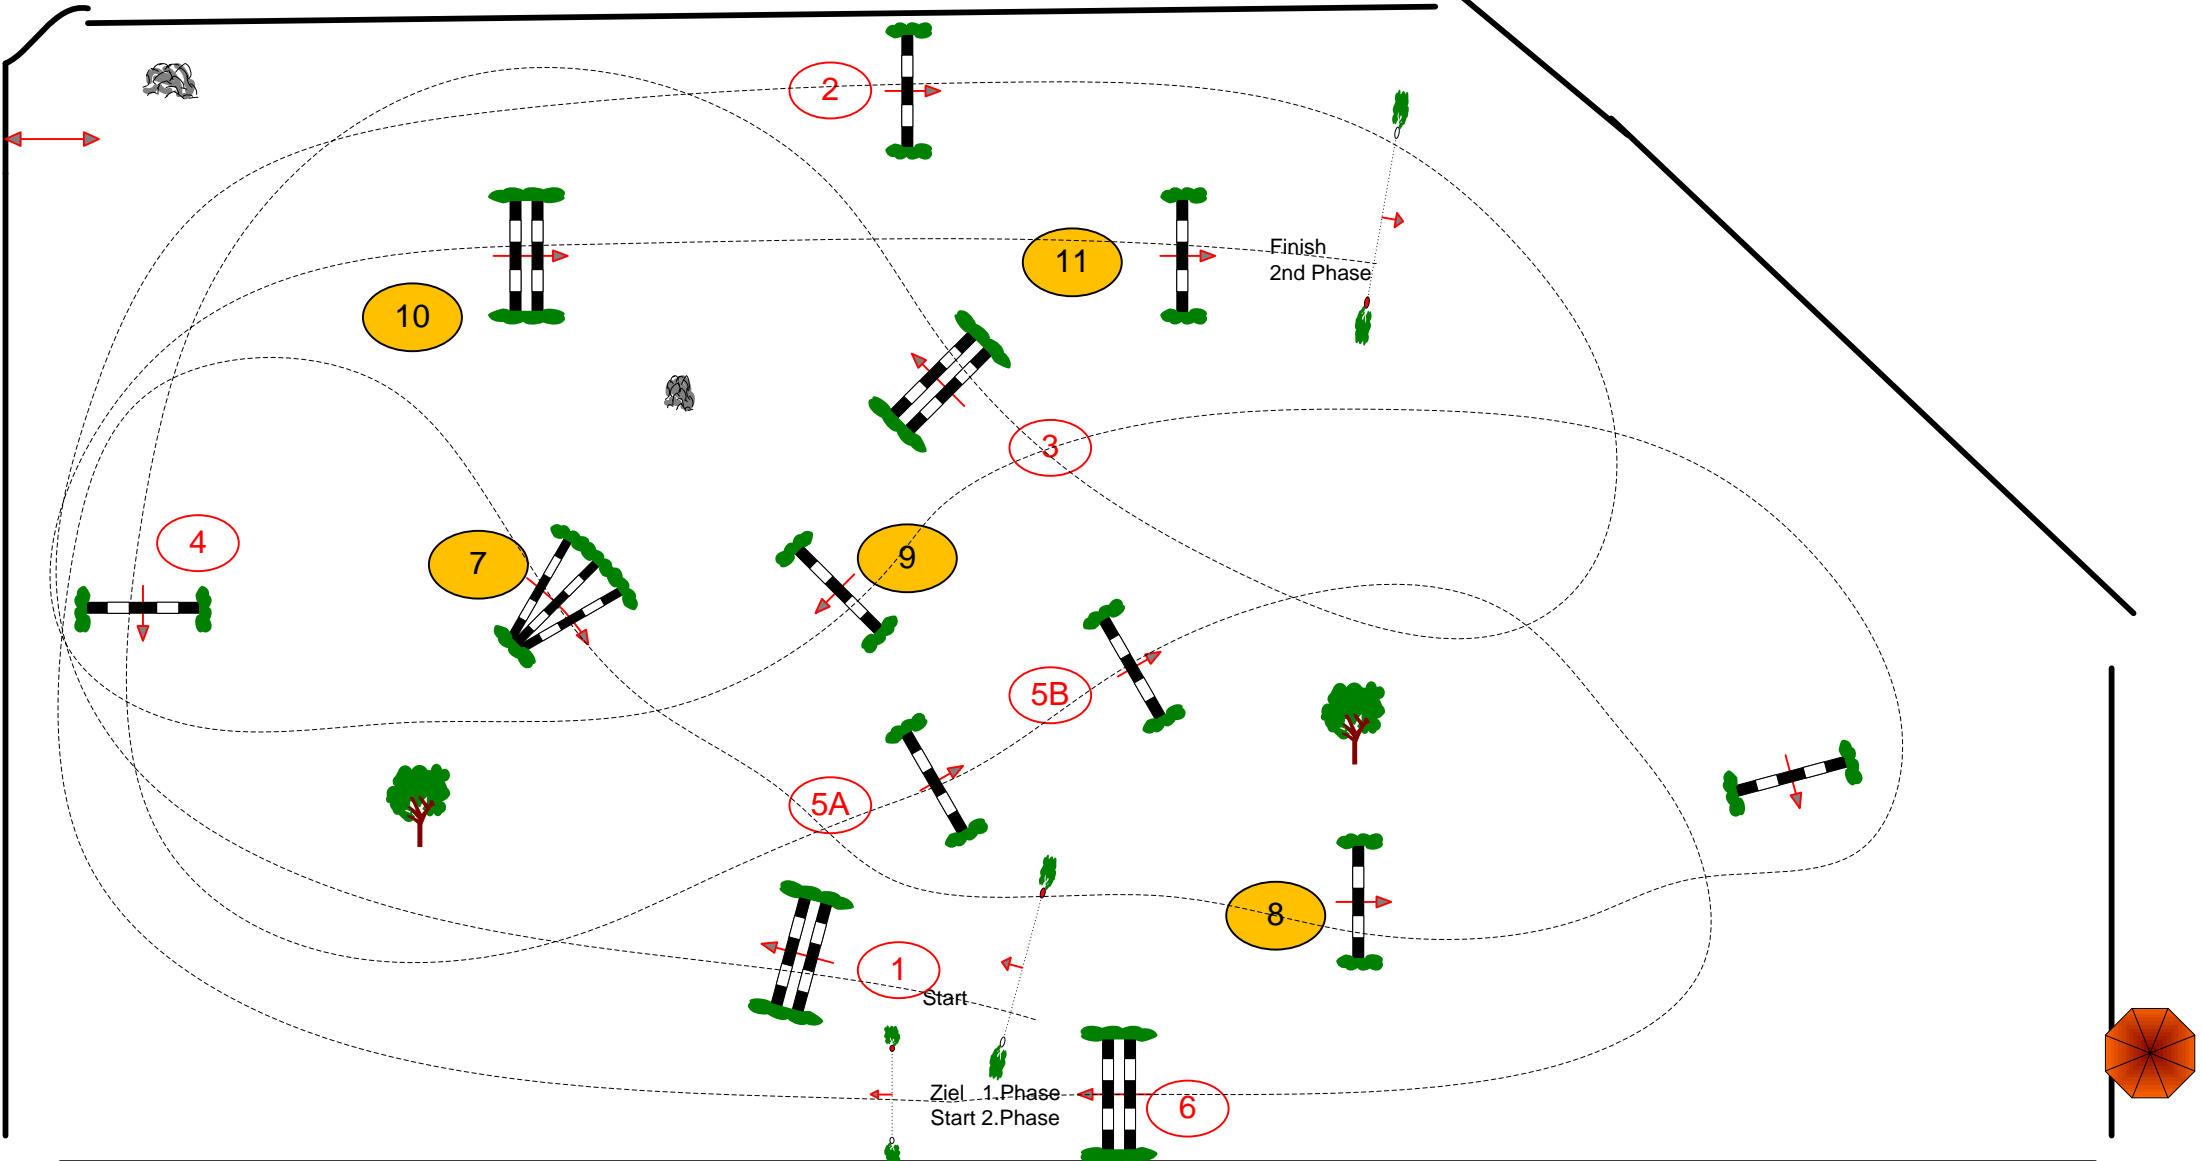 2
11
Finish
2nd Phase
10
3
4
7
9
5B
5A
8
1
Start
Ziel 1.Phase
Start 2.Phase
6